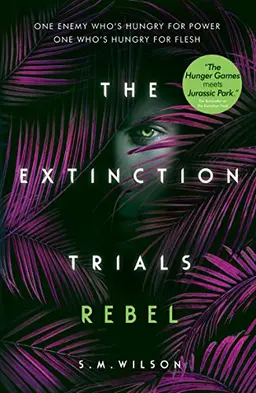 ONE ENEMY WHO'S HUNGRY FOR POWER
ONE WHO'S HUNGRY FOR FLESH
"The
Hunger Games
meets
Jurassic Park."
THE
EXTINCTION
TRIALS
REBEL
S.M.WILSON